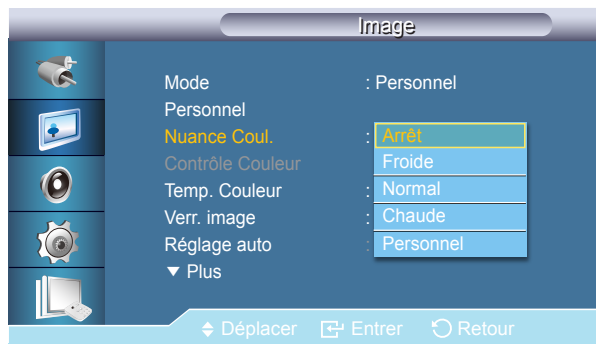 Image
Mode : Personnel
Personnel
Nuance Coul. : Arrêt
Contrôle Couleur Froide
Temp. Couleur : Normal
Verr. image : Chaude
Réglage auto : Personnel
▼ Plus
Déplacer Entrer Retour